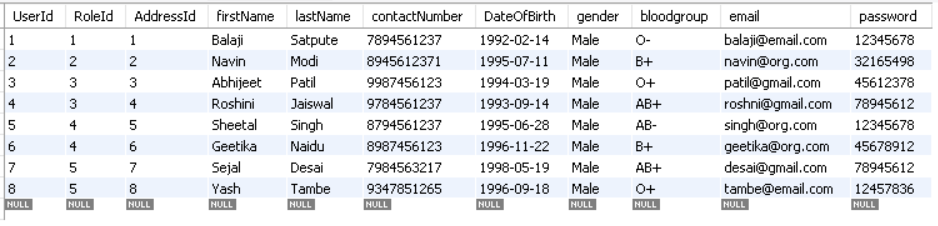 UserId RoleId AddressId firstName lastName contactNumber DateOfBirth gender bloodgroup email password
1 1 1 Balaji Satpute 7894561237 1992-02-14 Male O- balaji@email.com 12345678
2 2 2 Navin Modi 8945612371 1995-07-11 Male B+ navin@org.com 32165498
3 3 3 Abhijeet Patil 9987456123 1994-03-19 Male O+ patil@gmail.com 45612378
4 3 4 Roshini Jaiswal 9784561237 1993-09-14 Male AB+ roshni@gmail.com 78945612
5 4 5 Sheetal Singh 8794561237 1995-06-28 Male AB- singh@org.com 12345678
6 4 6 Geetika Naidu 8987456123 1996-11-22 Male B+ geetika@org.com 45678912
7 5 7 Sejal Desai 7984563217 1998-05-19 Male AB+ desai@gmail.com 78945612
8 5 8 Yash Tambe 9347851265 1996-09-18 Male O+ tambe@email.com 12457836
NULL NULL NULL NULL NULL NULL NULL NULL NULL NULL NULL